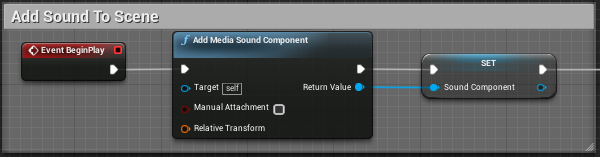 Add Sound To Scene
Event BeginPlay
f Add Media Sound Component
Target self
Return Value
Manual Attachment
Relative Transform
SET
Sound Component